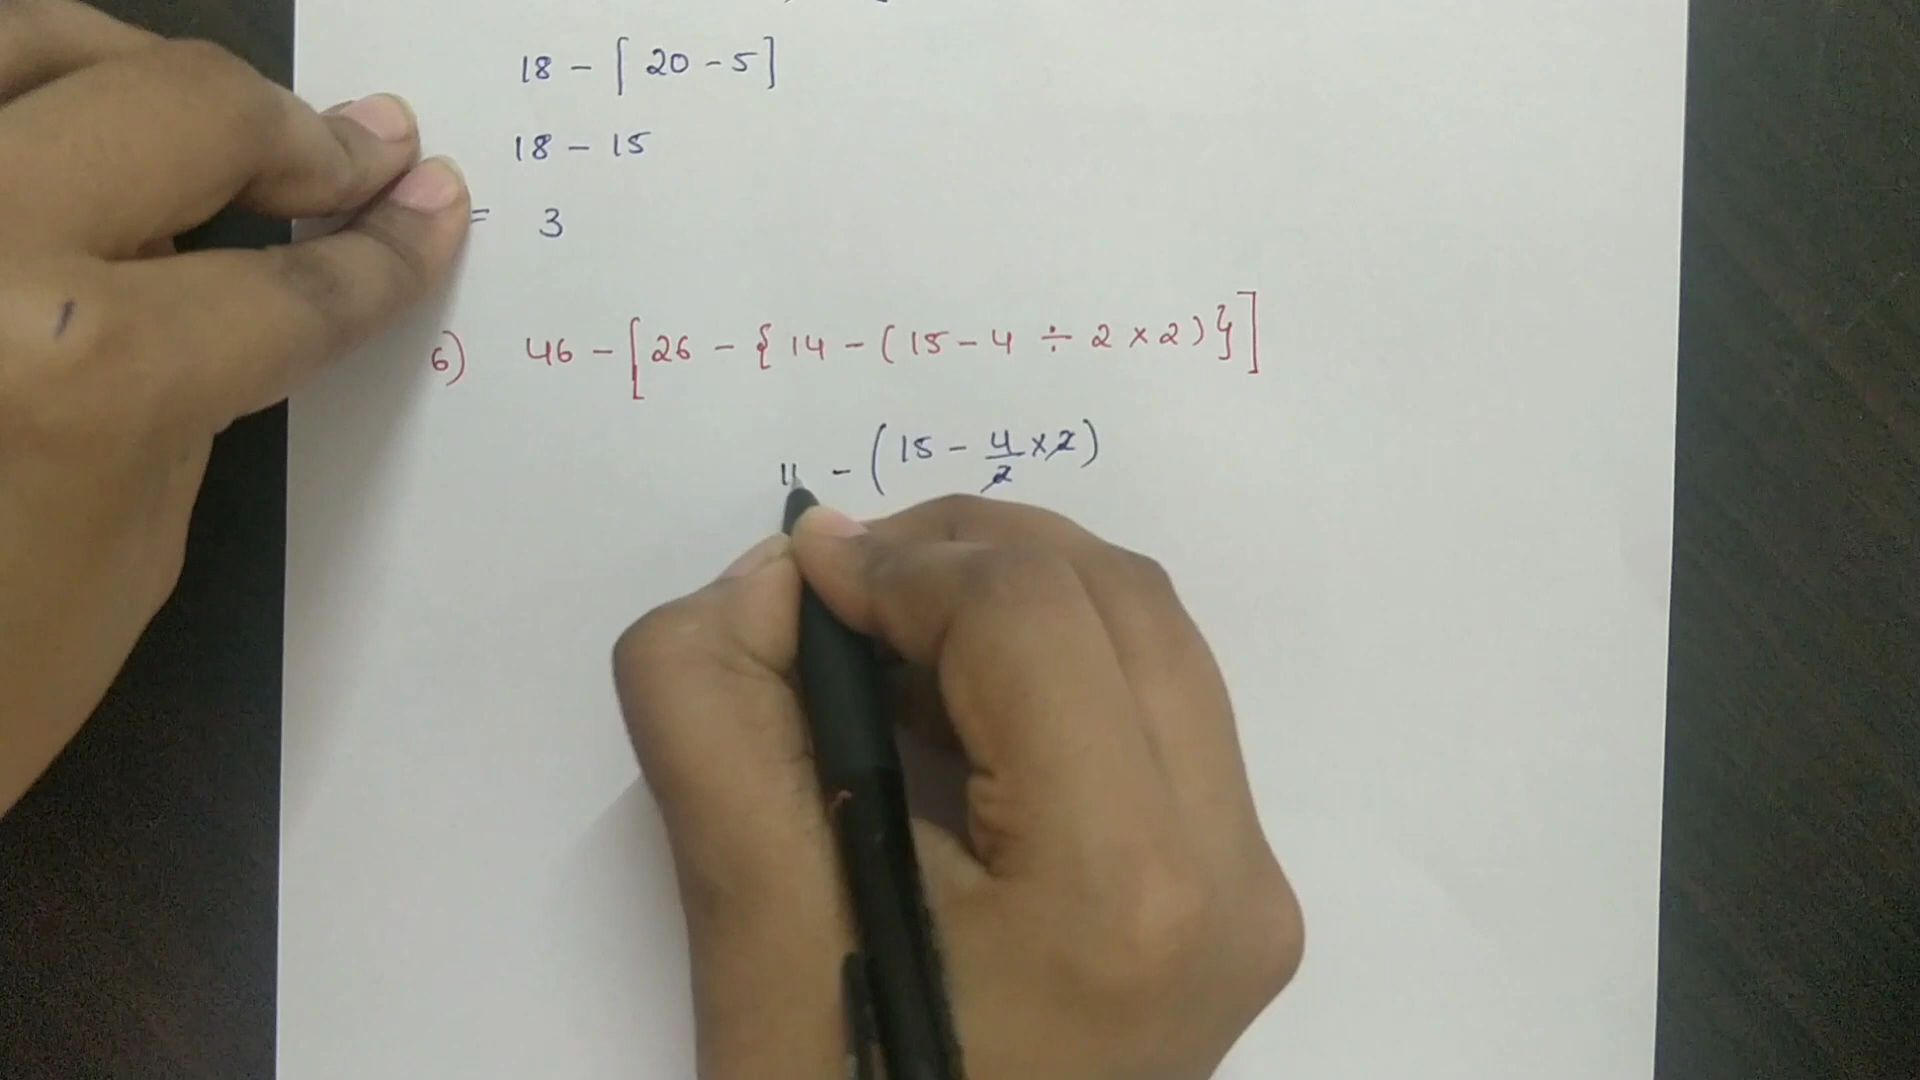 18 - [ 20 - 5 ]
18 - 15
= 3
6) 46 - [ 26 - { 14 - ( 15 - 4 ÷ 2 × 2 ) } ]
- ( 15 - 4/2 × 2 )